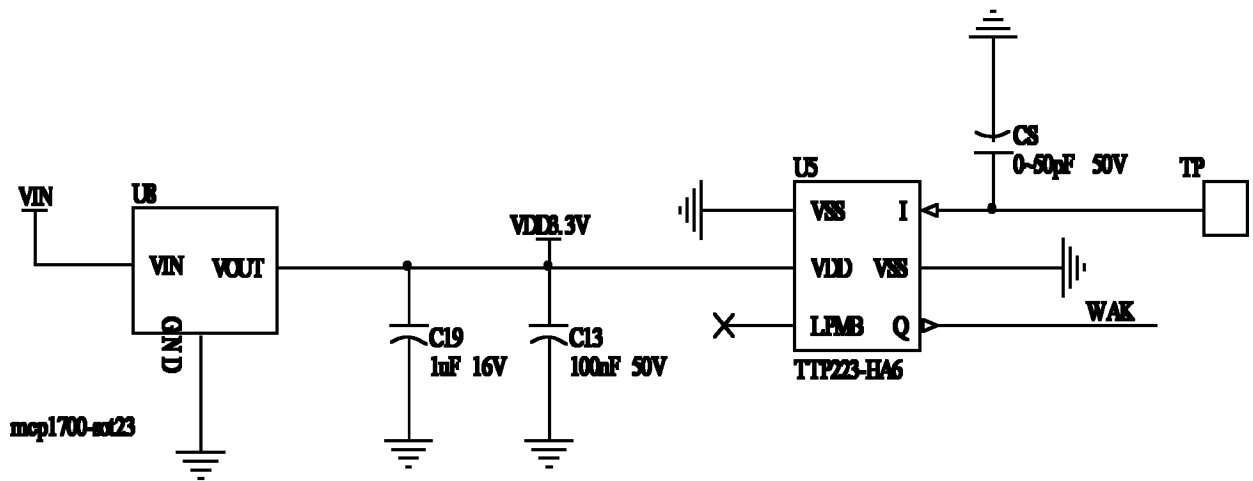 CS
0~50pF 50V
U5
TP
VIN
U8
VSS
I
VDD3.3V
VIN
VOUT
VDD
VSS
WAK
GND
LPMB
Q
C19
1uF 16V
C13
100nF 50V
TTP223-HA6
mcp1700-sot23